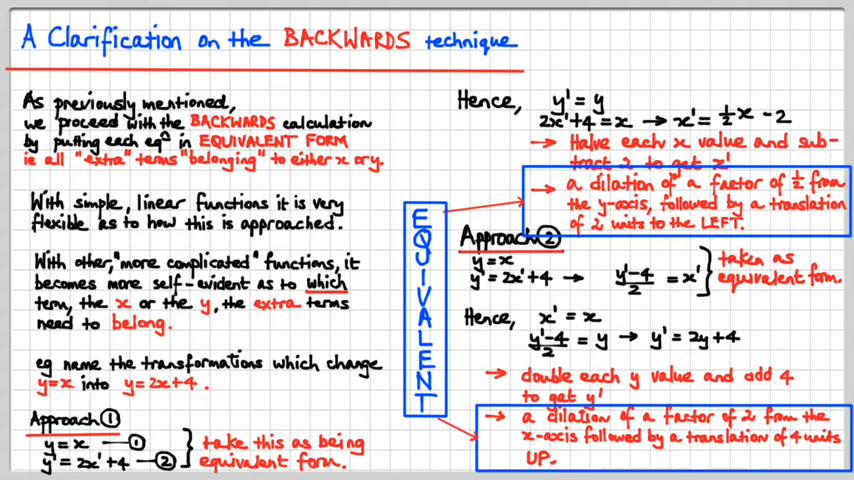 A Clarification on the BACKWARDS technique
As previously mentioned,
we proceed with the BACKWARDS calculation
by putting each eqⁿ in EQUIVALENT FORM
ie all "extra" terms "belonging" to either x or y.
With simple, linear functions it is very
flexible as to how this is approached.
With other, "more complicated" functions, it
becomes more self-evident as to which
term, the x or the y, the extra terms
need to belong.
eg name the transformations which change
y=x into y=2x+4.
Approach ①
y=x — ①
y'=2x'+4 — ②
take this as being
equivalent form.
EQUIVALENT
Hence, y'=y
2x'+4=x → x'=½x-2
→ Halve each x value and sub-
tract 2 to get x'
→ a dilation of a factor of ½ from
the y-axis, followed by a translation
of 2 units to the LEFT.
Approach ②
y=x
y'=2x'+4 → (y'-4)/2 = x'
taken as
equivalent form.
Hence, x'=x
(y'-4)/2 = y → y'=2y+4
→ double each y value and add 4
to get y'
→ a dilation of a factor of 2 from the
x-axis followed by a translation of 4 units
UP.